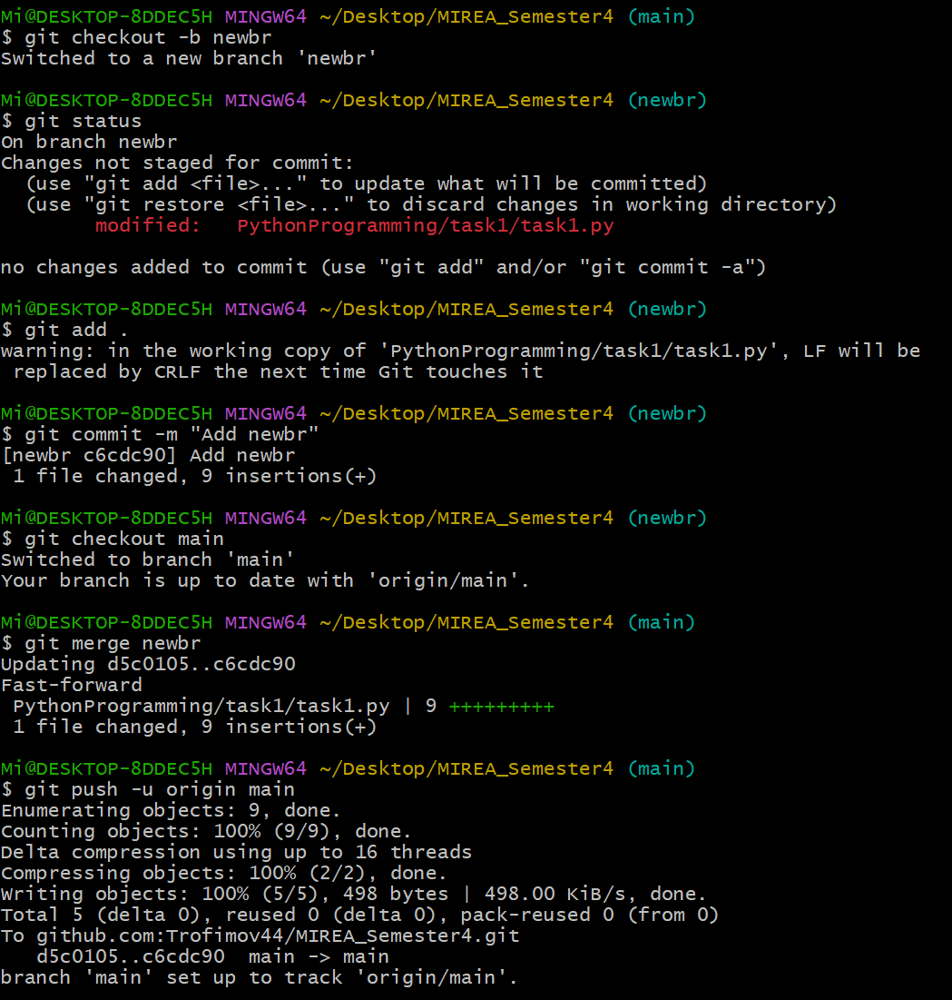 Mi@DESKTOP-8DDEC5H MINGW64 ~/Desktop/MIREA_Semester4 (main)
$ git checkout -b newbr
Switched to a new branch 'newbr'

Mi@DESKTOP-8DDEC5H MINGW64 ~/Desktop/MIREA_Semester4 (newbr)
$ git status
On branch newbr
Changes not staged for commit:
  (use "git add <file>..." to update what will be committed)
  (use "git restore <file>..." to discard changes in working directory)
        modified:   PythonProgramming/task1/task1.py

no changes added to commit (use "git add" and/or "git commit -a")

Mi@DESKTOP-8DDEC5H MINGW64 ~/Desktop/MIREA_Semester4 (newbr)
$ git add .
warning: in the working copy of 'PythonProgramming/task1/task1.py', LF will be
 replaced by CRLF the next time Git touches it

Mi@DESKTOP-8DDEC5H MINGW64 ~/Desktop/MIREA_Semester4 (newbr)
$ git commit -m "Add newbr"
[newbr c6cdc90] Add newbr
 1 file changed, 9 insertions(+)

Mi@DESKTOP-8DDEC5H MINGW64 ~/Desktop/MIREA_Semester4 (newbr)
$ git checkout main
Switched to branch 'main'
Your branch is up to date with 'origin/main'.

Mi@DESKTOP-8DDEC5H MINGW64 ~/Desktop/MIREA_Semester4 (main)
$ git merge newbr
Updating d5c0105..c6cdc90
Fast-forward
 PythonProgramming/task1/task1.py | 9 +++++++++
 1 file changed, 9 insertions(+)

Mi@DESKTOP-8DDEC5H MINGW64 ~/Desktop/MIREA_Semester4 (main)
$ git push -u origin main
Enumerating objects: 9, done.
Counting objects: 100% (9/9), done.
Delta compression using up to 16 threads
Compressing objects: 100% (2/2), done.
Writing objects: 100% (5/5), 498 bytes | 498.00 KiB/s, done.
Total 5 (delta 0), reused 0 (delta 0), pack-reused 0 (from 0)
To github.com:Trofimov44/MIREA_Semester4.git
   d5c0105..c6cdc90  main -> main
branch 'main' set up to track 'origin/main'.